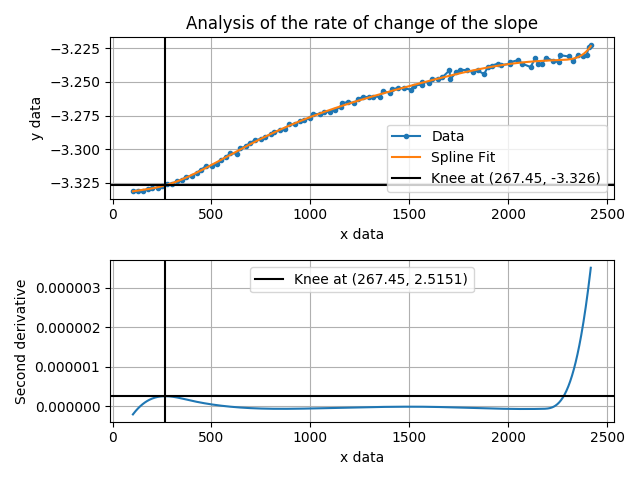 Analysis of the rate of change of the slope
−3.225
−3.250
−3.275
−3.300
−3.325
y data
Data
Spline Fit
Knee at (267.45, -3.326)
0 500 1000 1500 2000 2500
x data
Knee at (267.45, 2.5151)
0.000003
0.000002
0.000001
0.000000
Second derivative
0 500 1000 1500 2000 2500
x data